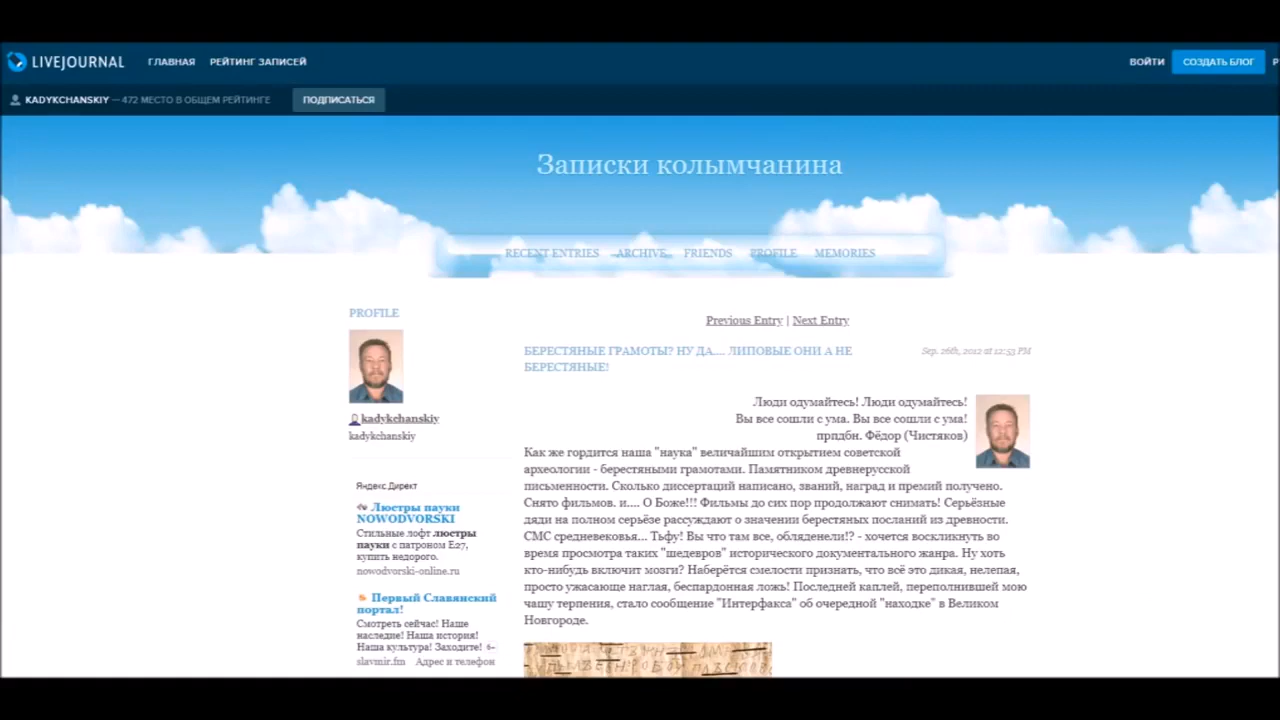 LIVEJOURNAL ГЛАВНАЯ РЕЙТИНГ ЗАПИСЕЙ ВОЙТИ СОЗДАТЬ БЛОГ
KADYKCHANSKIY — 472 МЕСТО В ОБЩЕМ РЕЙТИНГЕ ПОДПИСАТЬСЯ
Записки колымчанина
RECENT ENTRIES ARCHIVE FRIENDS PROFILE MEMORIES
PROFILE
kadykchanskiy
kadykchanskiy
Яндекс.Директ
Люстры пауки
NOWODVORSKI
Стильные лофт люстры
пауки с патроном E27,
купить недорого.
nowodvorski-online.ru
Первый Славянский
портал!
Смотреть сейчас! Наше
наследие! Наша история!
Наша культура! Заходите! 6-
slavmir.fm Адрес и телефон
Previous Entry | Next Entry
БЕРЕСТЯНЫЕ ГРАМОТЫ? НУ ДА.... ЛИПОВЫЕ ОНИ А НЕ
БЕРЕСТЯНЫЕ!
Sep. 26th, 2012 at 12:53 PM
Люди одумайтесь! Люди одумайтесь!
Вы все сошли с ума. Вы все сошли с ума!
прпдбн. Фёдор (Чистяков)
Как же гордится наша "наука" величайшим открытием советской
археологии - берестяными грамотами. Памятником древнерусской
письменности. Сколько диссертаций написано, званий, наград и премий получено.
Снято фильмов. и.... О Боже!!! Фильмы до сих пор продолжают снимать! Серьёзные
дяди на полном серьёзе рассуждают о значении берестяных посланий из древности.
СМС средневековья... Тьфу! Вы что там все, обляденели!? - хочется воскликнуть во
время просмотра таких "шедевров" исторического документального жанра. Ну хоть
кто-нибудь включит мозги? Наберётся смелости признать, что всё это дикая, нелепая,
просто ужасающе наглая, беспардонная ложь! Последней каплей, переполнившей мою
чашу терпения, стало сообщение "Интерфакса" об очередной "находке" в Великом
Новгороде.